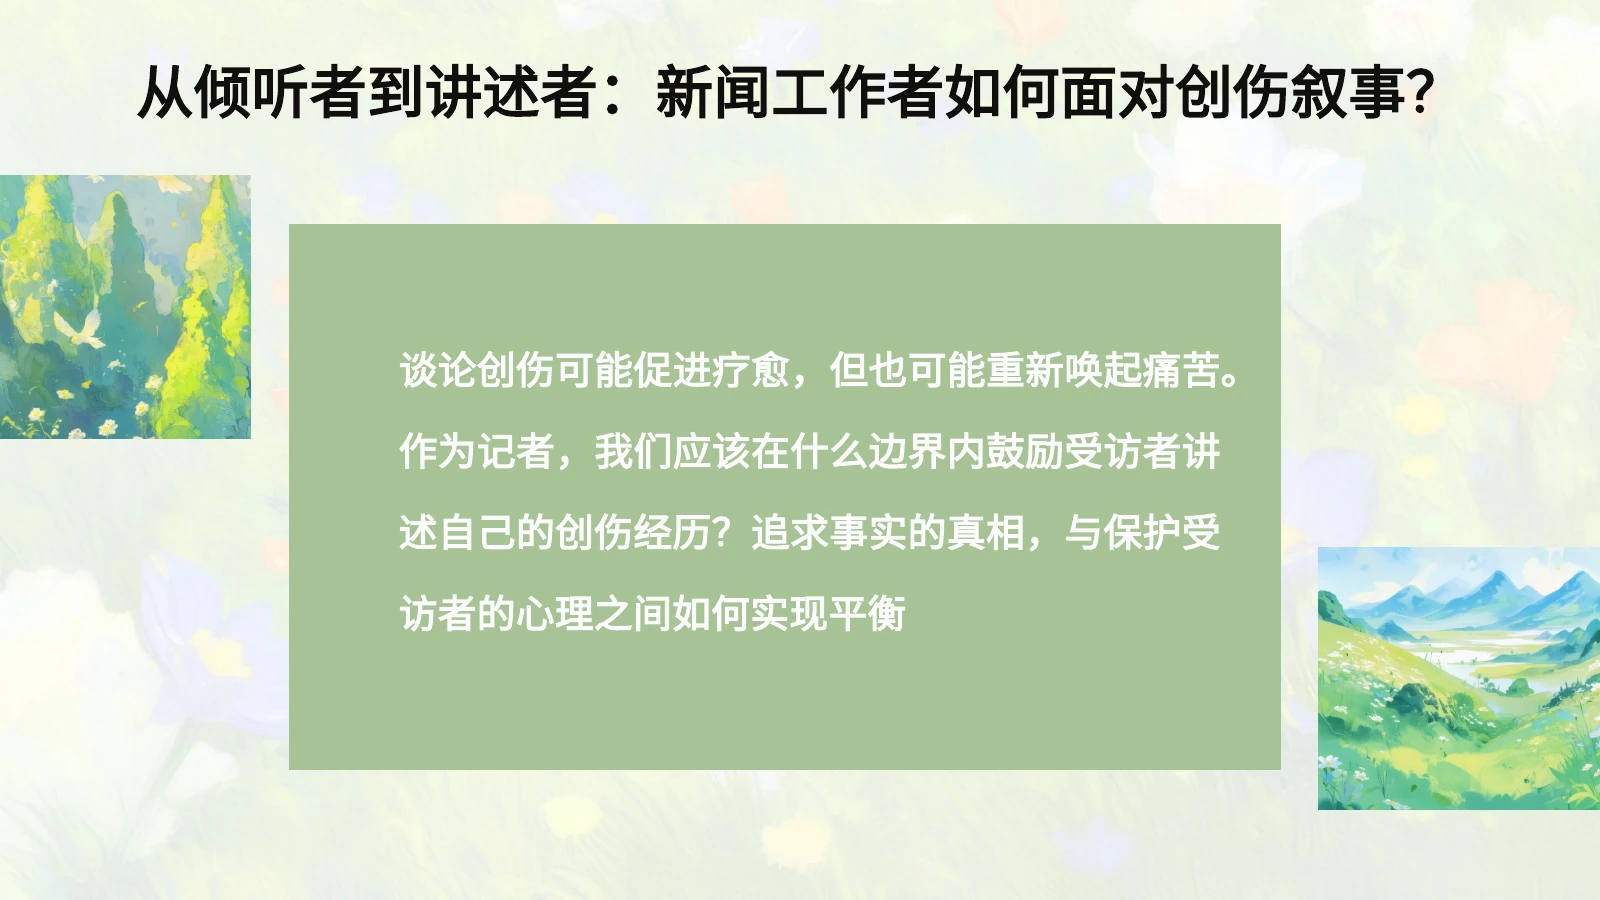 从倾听者到讲述者：新闻工作者如何面对创伤叙事？
谈论创伤可能促进疗愈，但也可能重新唤起痛苦。
作为记者，我们应该在什么边界内鼓励受访者讲
述自己的创伤经历？追求事实的真相，与保护受
访者的心理之间如何实现平衡